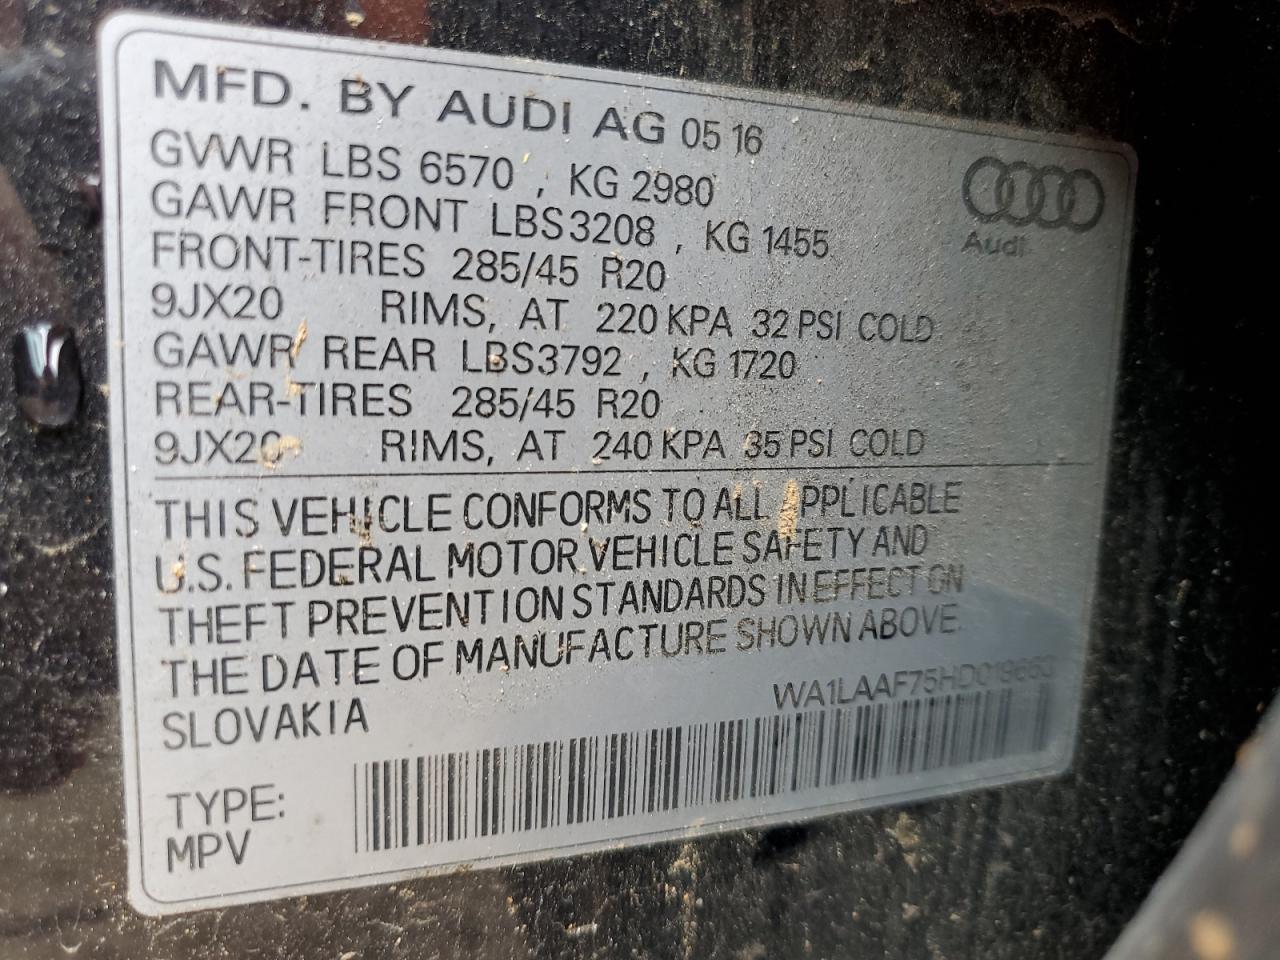 MFD. BY AUDI AG 05 16
GVWR LBS 6570 , KG 2980
GAWR FRONT LBS3208 , KG 1455
FRONT-TIRES 285/45 R20
9JX20 RIMS, AT 220 KPA 32 PSI COLD
GAWR REAR LBS3792 , KG 1720
REAR-TIRES 285/45 R20
9JX20 RIMS, AT 240 KPA 35 PSI COLD
Audi
THIS VEHICLE CONFORMS TO ALL APPLICABLE
U.S. FEDERAL MOTOR VEHICLE SAFETY AND
THEFT PREVENTION STANDARDS IN EFFECT ON
THE DATE OF MANUFACTURE SHOWN ABOVE.
SLOVAKIA
TYPE:
MPV